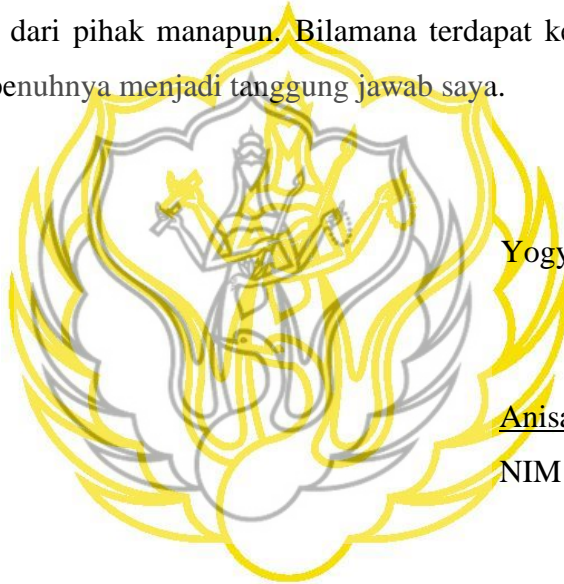 dari pihak manapun. Bilamana terdapat ke
penuhnya menjadi tanggung jawab saya.
Yogy
Anisa
NIM